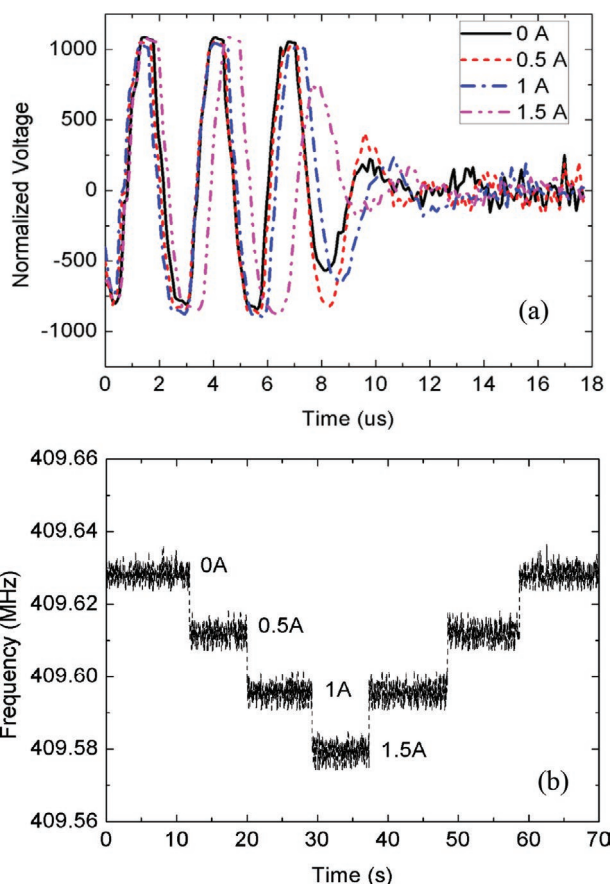 0 A
0.5 A
1 A
1.5 A
1000
500
0
-500
-1000
Normalized Voltage
(a)
0 2 4 6 8 10 12 14 16 18
Time (us)
409.66
409.64
409.62
409.60
409.58
409.56
Frequency (MHz)
0A
0.5A
1A
1.5A
(b)
0 10 20 30 40 50 60 70
Time (s)